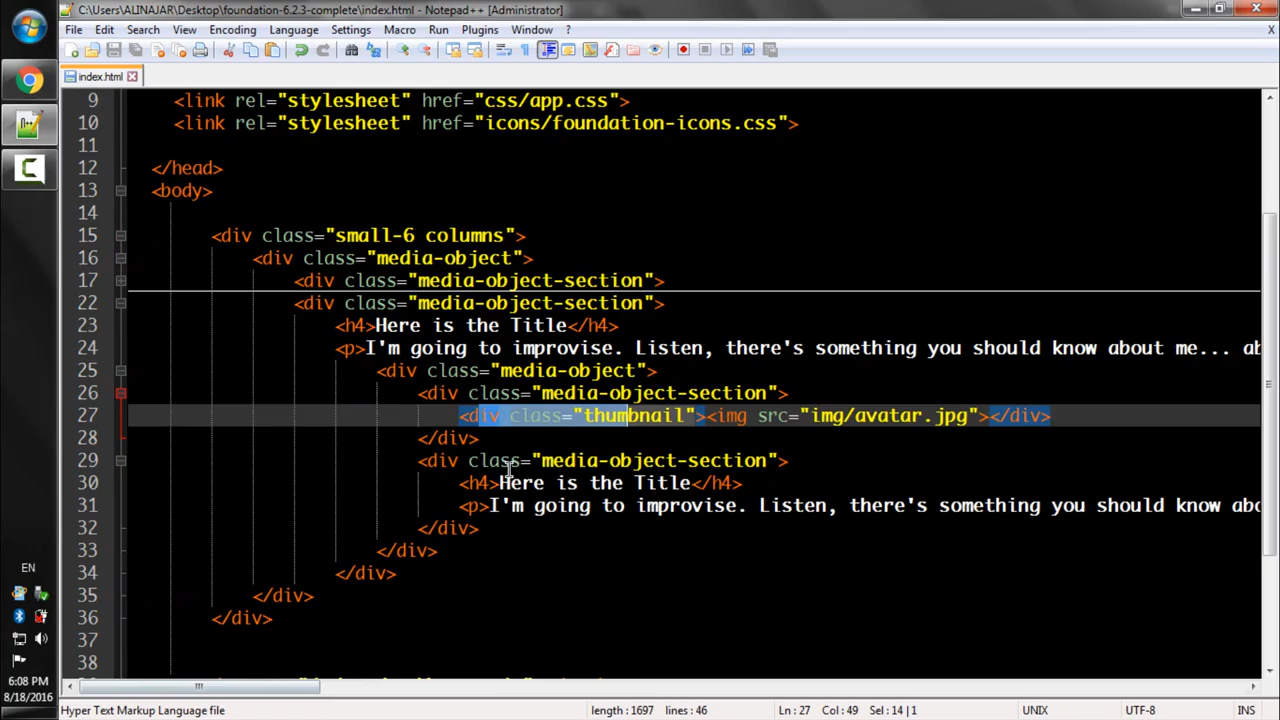 C:\Users\ALINAJAR\Desktop\foundation-6.2.3-complete\index.html - Notepad++ [Administrator]
File Edit Search View Encoding Language Settings Macro Run Plugins Window ? X
index.html
9 <link rel="stylesheet" href="css/app.css">
10 <link rel="stylesheet" href="icons/foundation-icons.css">
11
12 </head>
13 <body>
14
15 <div class="small-6 columns">
16 <div class="media-object">
17 <div class="media-object-section">
22 <div class="media-object-section">
23 <h4>Here is the Title</h4>
24 <p>I'm going to improvise. Listen, there's something you should know about me... ab
25 <div class="media-object">
26 <div class="media-object-section">
27 <div class="thumbnail"><img src="img/avatar.jpg"></div>
28 </div>
29 <div class="media-object-section">
30 <h4>Here is the Title</h4>
31 <p>I'm going to improvise. Listen, there's something you should know abo
32 </div>
33 </div>
34 </div>
35 </div>
36 </div>
37
38
EN
6:08 PM
8/18/2016
Hyper Text Markup Language file length : 1697 lines : 46 Ln : 27 Col : 49 Sel : 14 | 1 UNIX UTF-8 INS